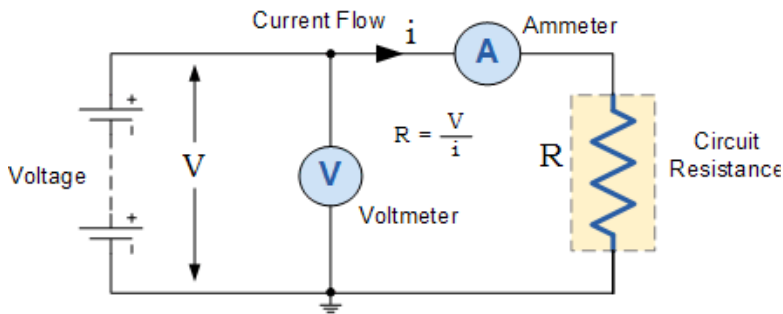 Current Flow
i
A
Ammeter
+
Voltage
+
V
V
Voltmeter
R = V
i
R
Circuit
Resistance